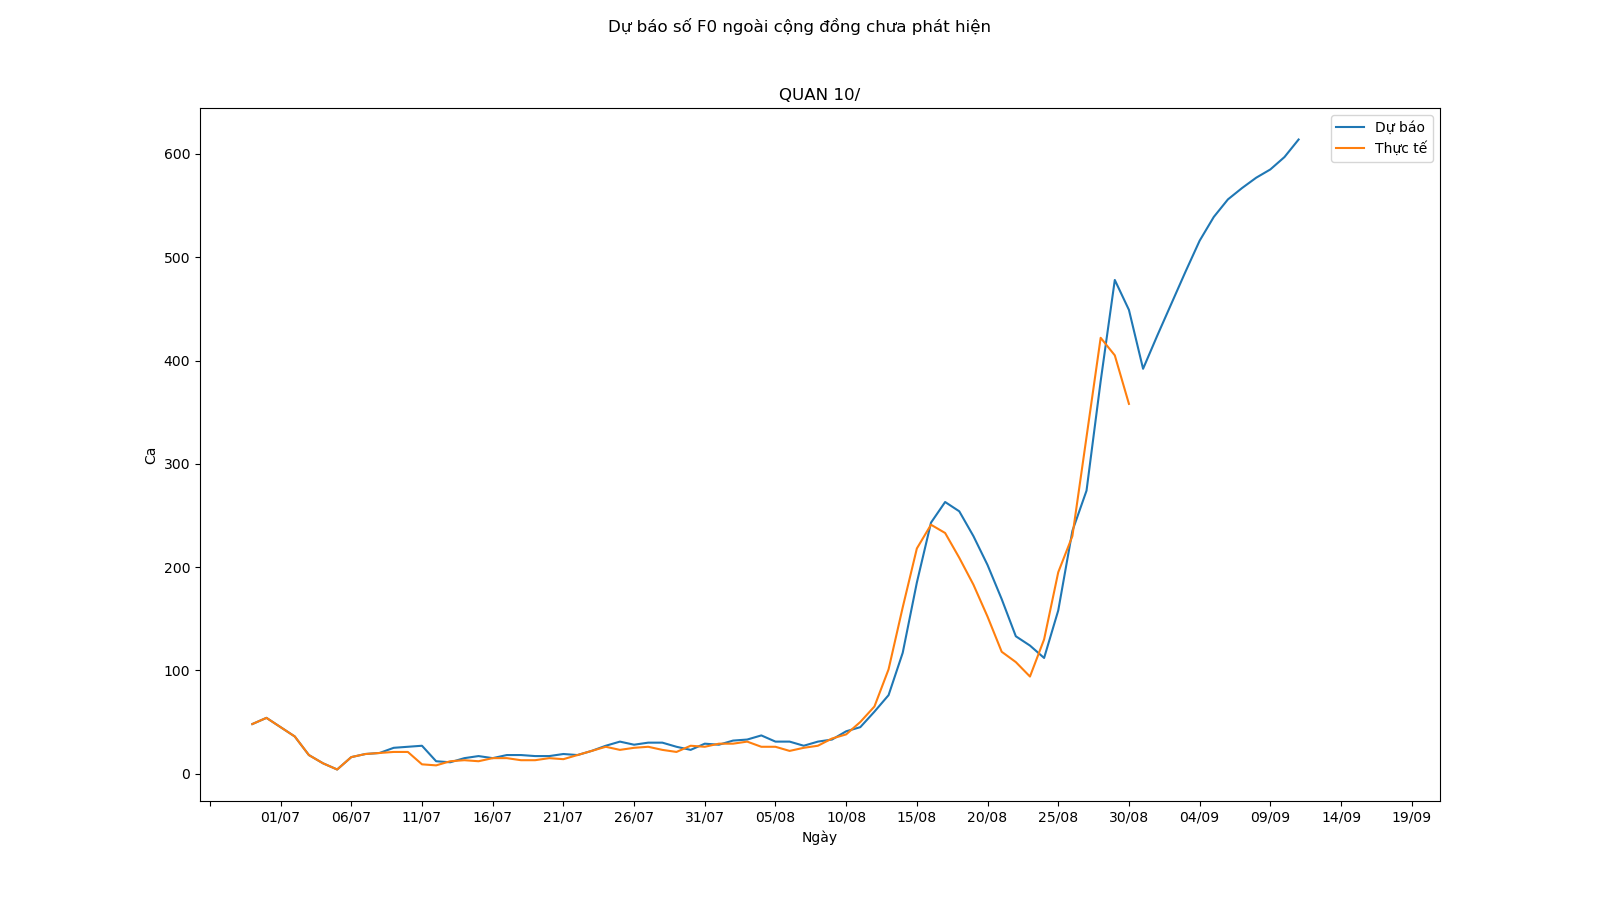 Dự báo số F0 ngoài cộng đồng chưa phát hiện
QUAN 10/
Dự báo
Thực tế
600
500
400
300
200
100
0
Ca
01/07 06/07 11/07 16/07 21/07 26/07 31/07 05/08 10/08 15/08 20/08 25/08 30/08 04/09 09/09 14/09 19/09
Ngày